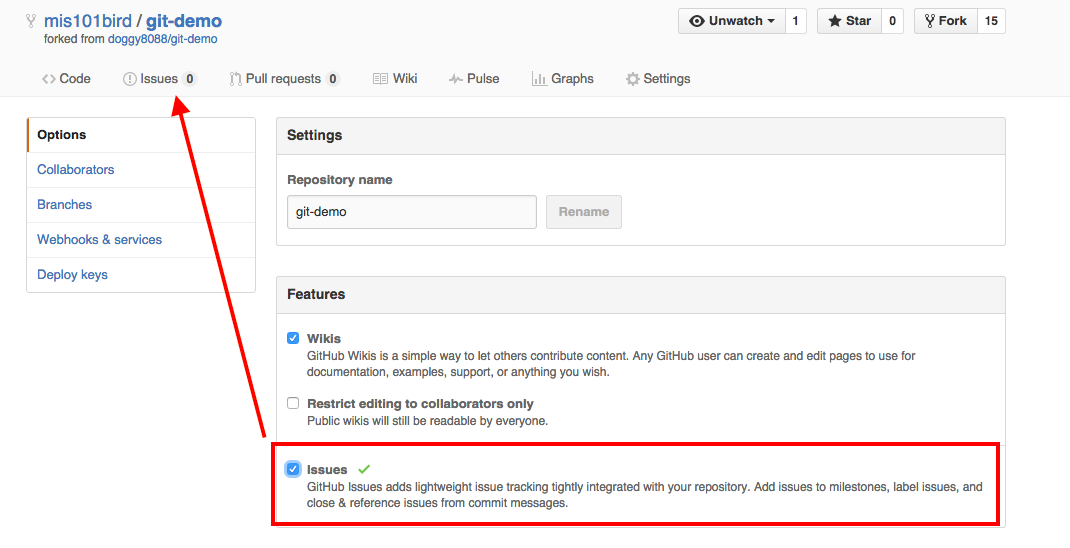 mis101bird / git-demo
forked from doggy8088/git-demo
Unwatch 1 Star 0 Fork 15
Code Issues 0 Pull requests 0 Wiki Pulse Graphs Settings
Options
Collaborators
Branches
Webhooks & services
Deploy keys
Settings
Repository name
git-demo Rename
Features
Wikis
GitHub Wikis is a simple way to let others contribute content. Any GitHub user can create and edit pages to use for
documentation, examples, support, or anything you wish.
Restrict editing to collaborators only
Public wikis will still be readable by everyone.
Issues
GitHub Issues adds lightweight issue tracking tightly integrated with your repository. Add issues to milestones, label issues, and
close & reference issues from commit messages.